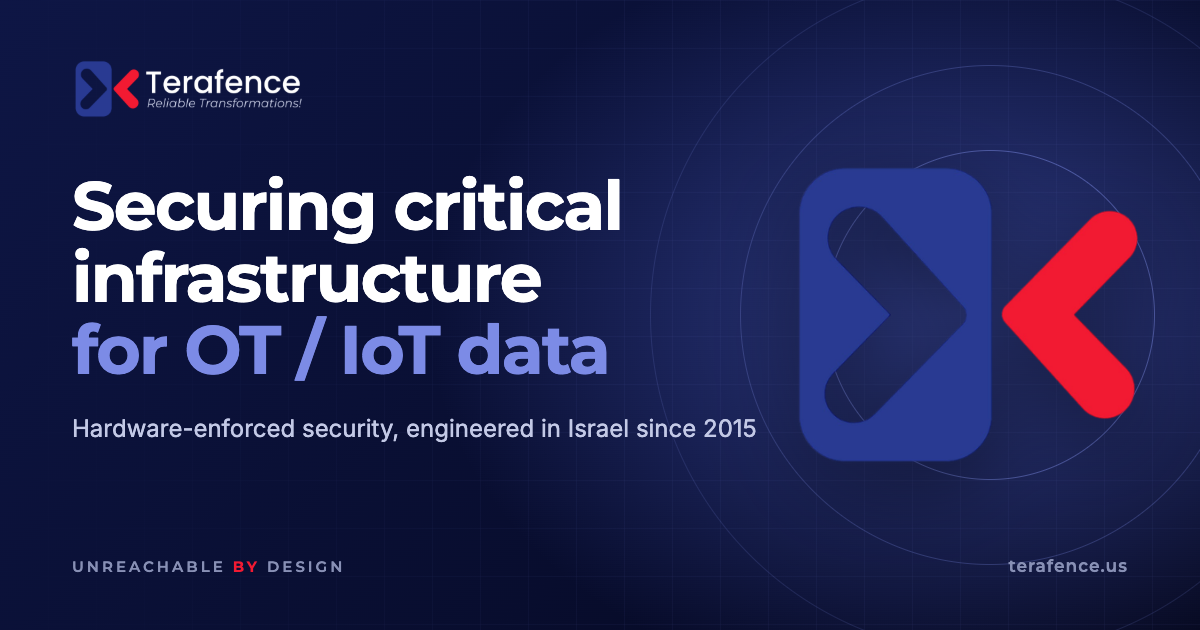 Terafence
Reliable Transformations!
Securing critical
infrastructure
for OT / IoT data
Hardware-enforced security, engineered in Israel since 2015
UNREACHABLE BY DESIGN
terafence.us